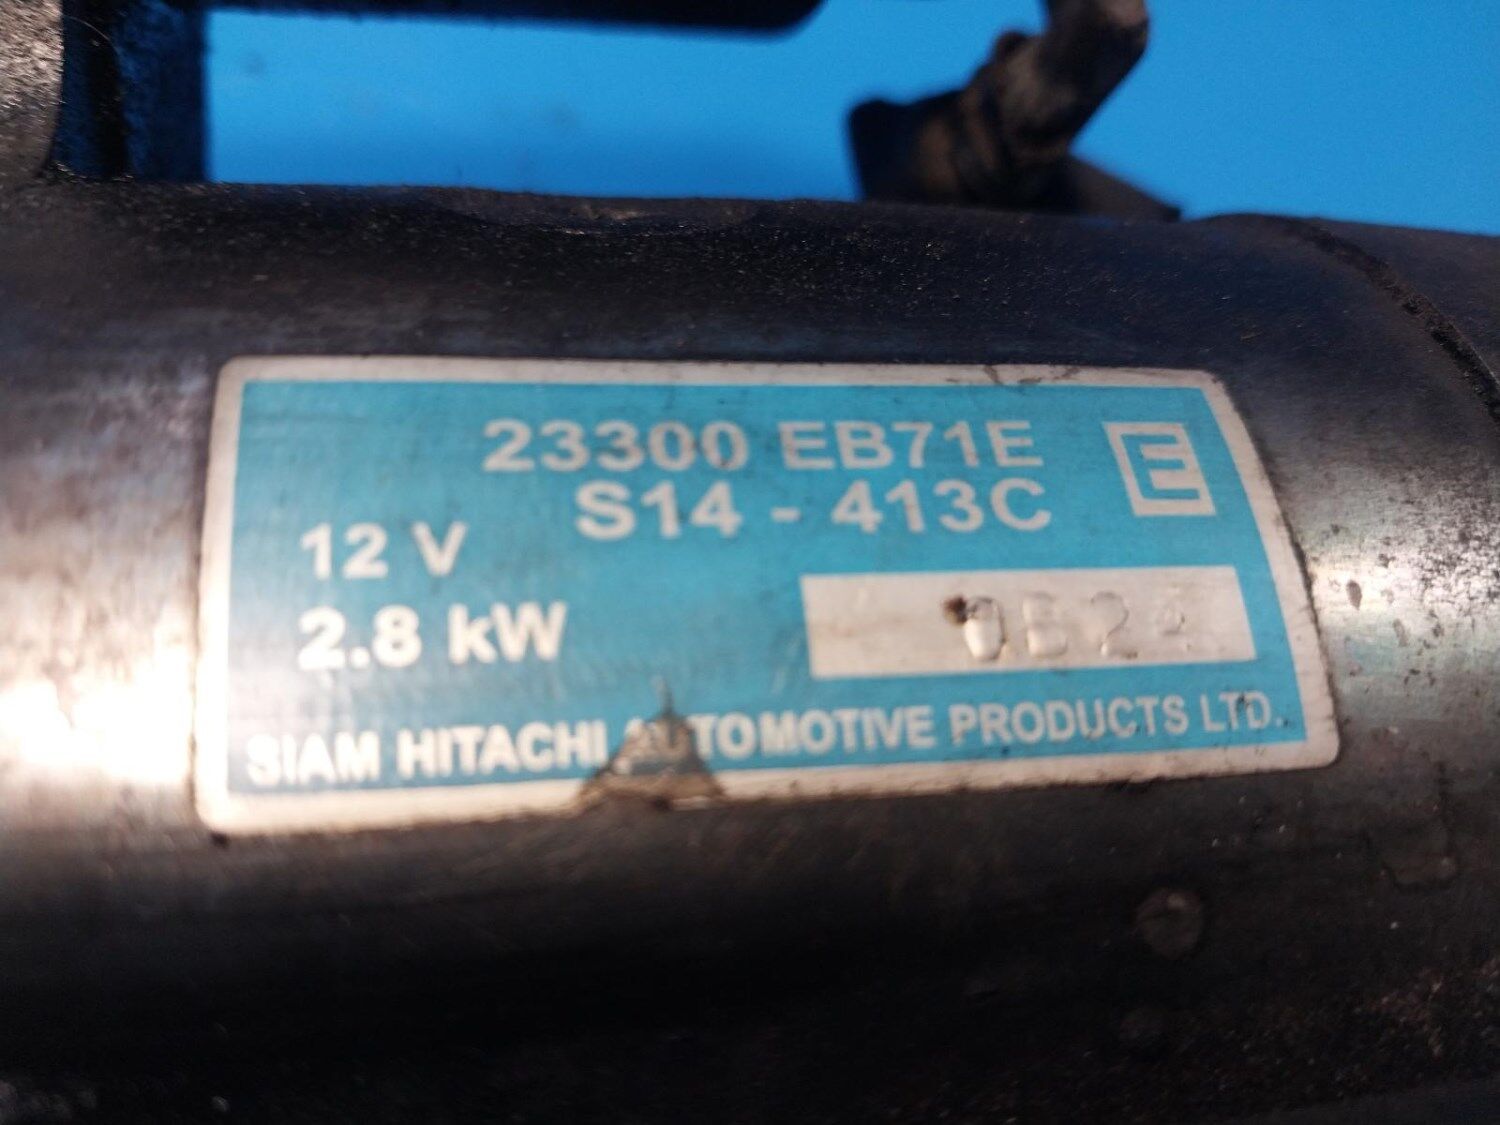 23300 EB71E
E
S14 - 413C
12 V
2.8 kW
SIAM HITACHI AUTOMOTIVE PRODUCTS LTD.